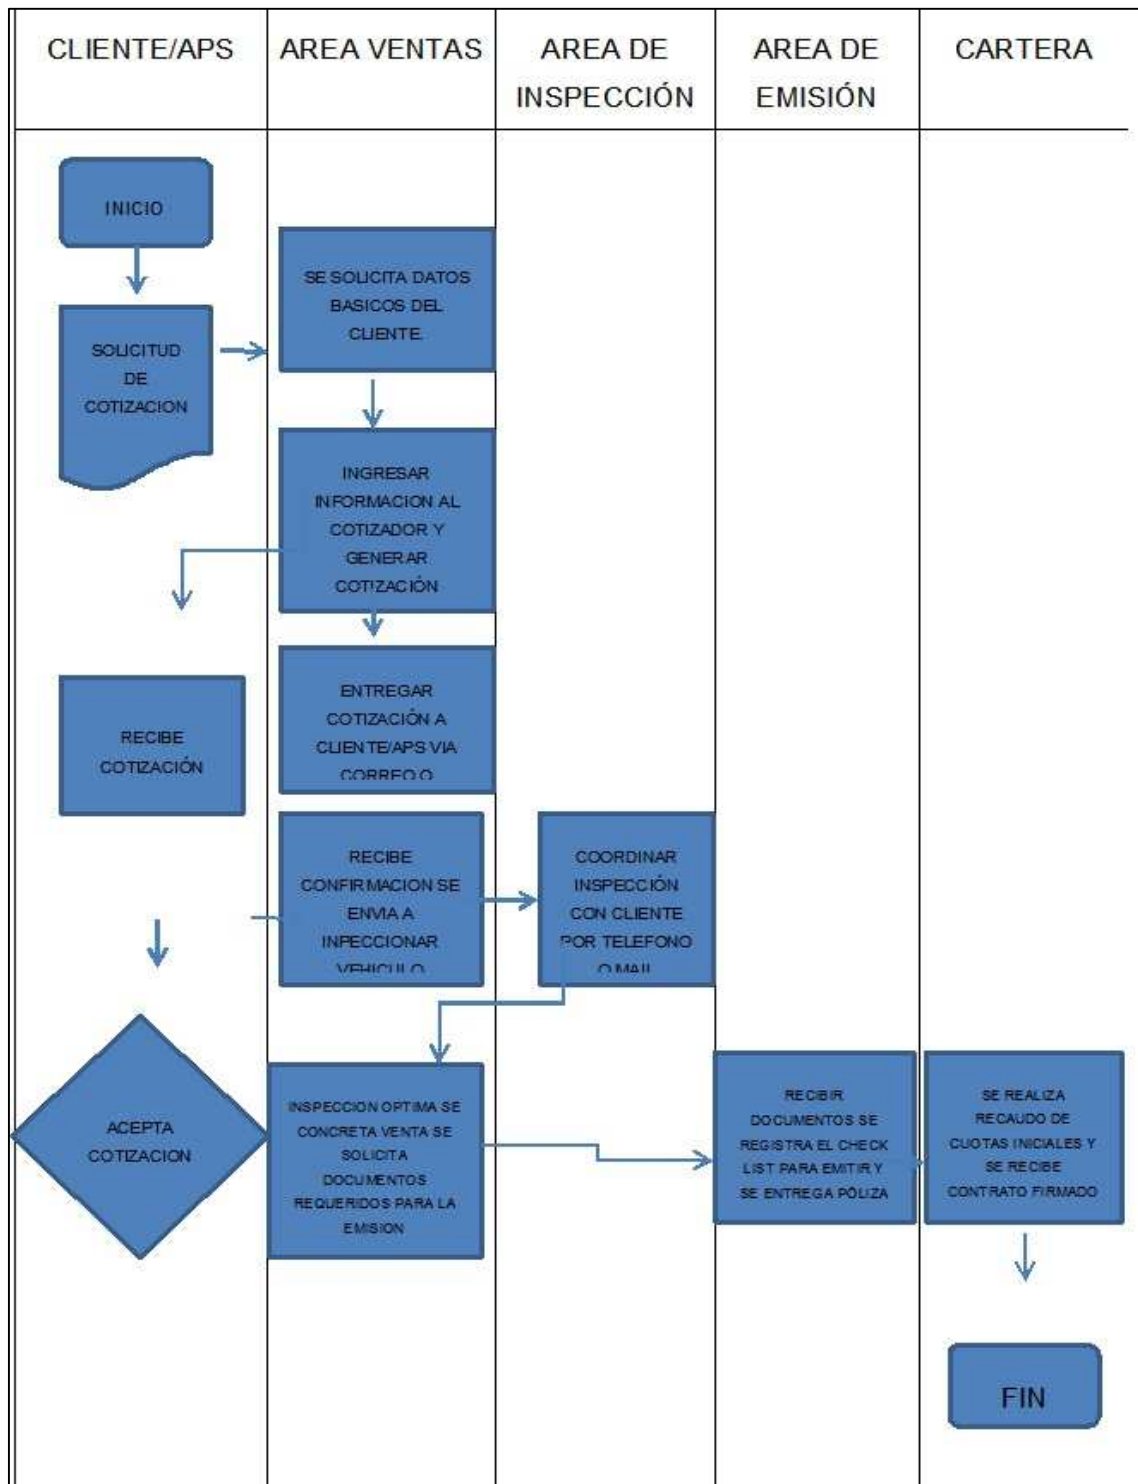 CLIENTE/APS
AREA VENTAS
AREA DE
INSPECCIÓN
AREA DE
EMISIÓN
CARTERA
INICIO
SOLICITUD
DE
COTIZACION
SE SOLICITA DATOS
BASICOS DEL
CLIENTE.
INGRESAR
INFORMACION AL
COTIZADOR Y
GENERAR
COTIZACIÓN
ENTREGAR
COTIZACIÓN A
CLIENTE/APS VIA
CORREO O
RECIBE
COTIZACIÓN
RECIBE
CONFIRMACION SE
ENVIA A
INPECCIONAR
VEHICULO
COORDINAR
INSPECCIÓN
CON CLIENTE
POR TELEFONO
O MAIL
ACEPTA
COTIZACION
INSPECCION OPTIMA SE
CONCRETA VENTA SE
SOLICITA
DOCUMENTOS
REQUERIDOS PARA LA
EMISION
RECIBIR
DOCUMENTOS SE
REGISTRA EL CHECK
LIST PARA EMITIR Y
SE ENTREGA PÓLIZA
SE REALIZA
RECAUDO DE
CUOTAS INICIALES Y
SE RECIBE
CONTRATO FIRMADO
FIN